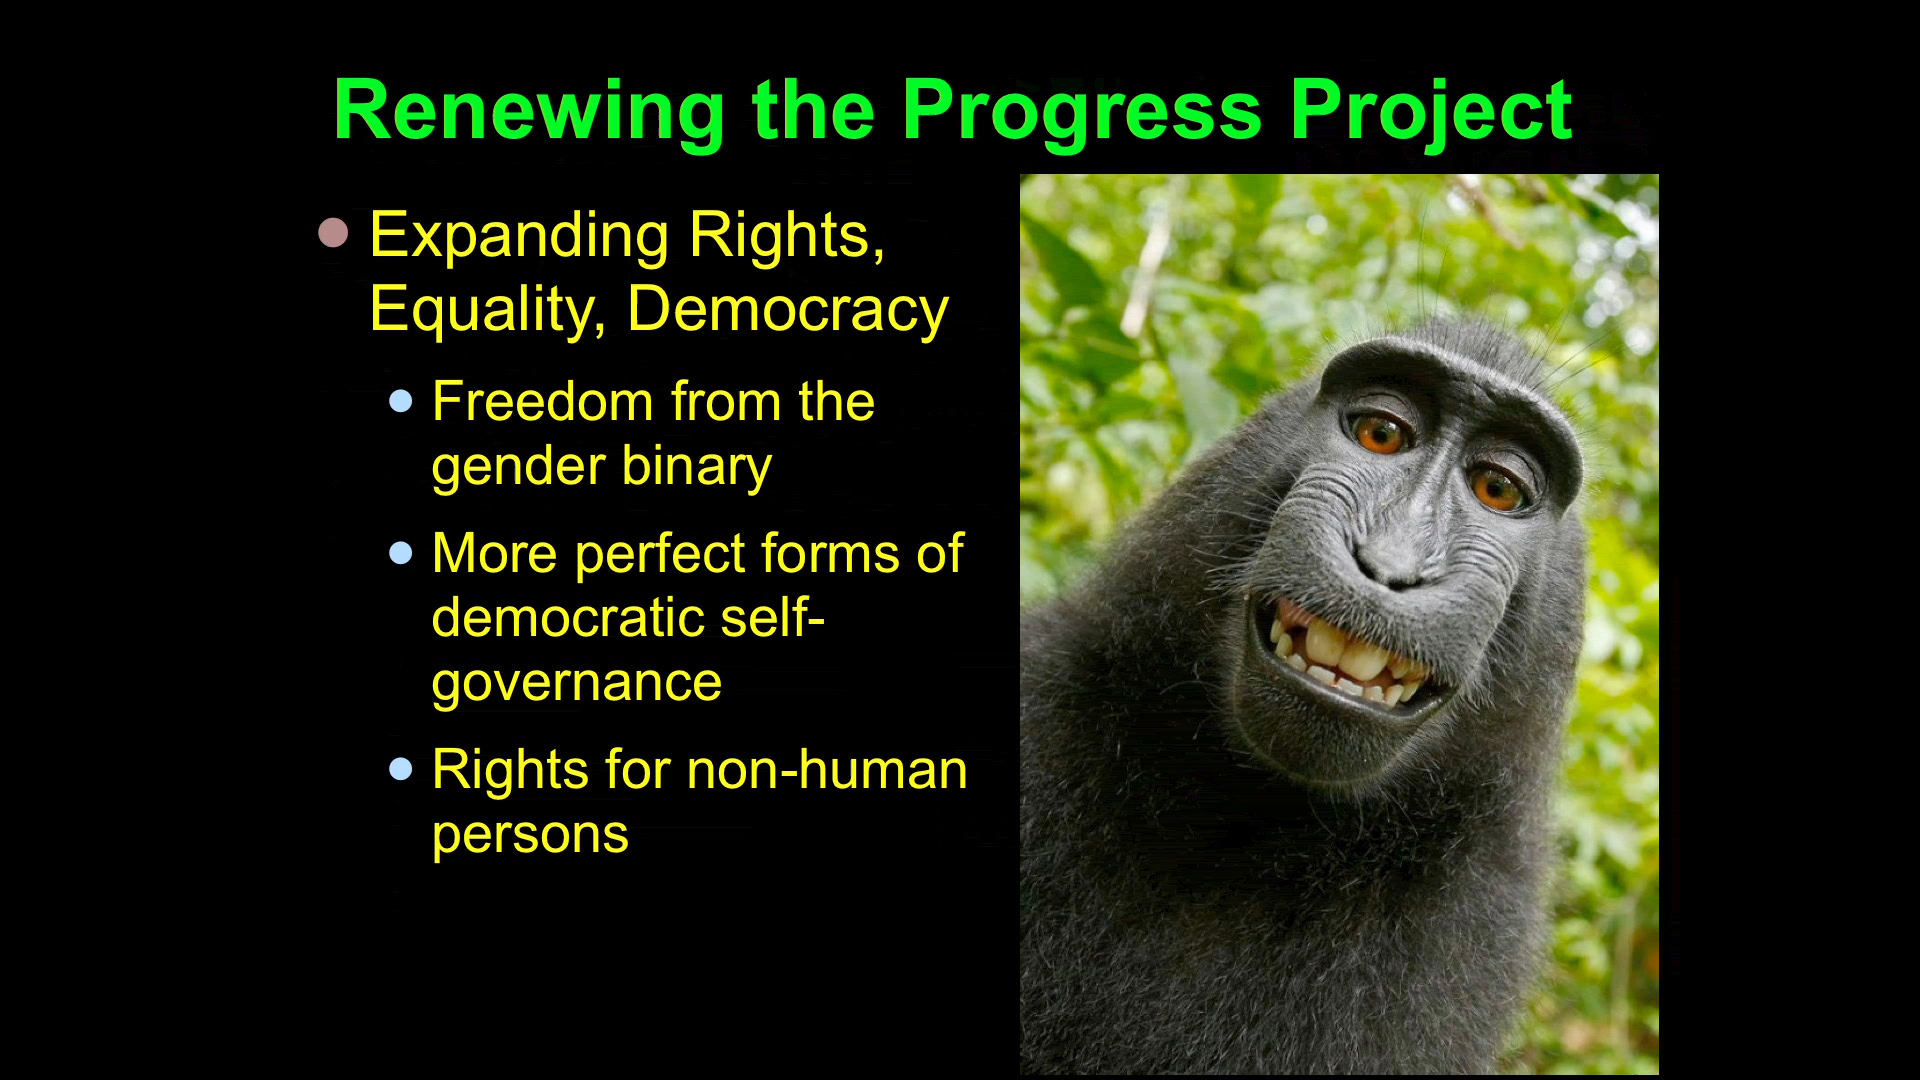 Renewing the Progress Project
Expanding Rights,
Equality, Democracy
Freedom from the
gender binary
More perfect forms of
democratic self-
governance
Rights for non-human
persons